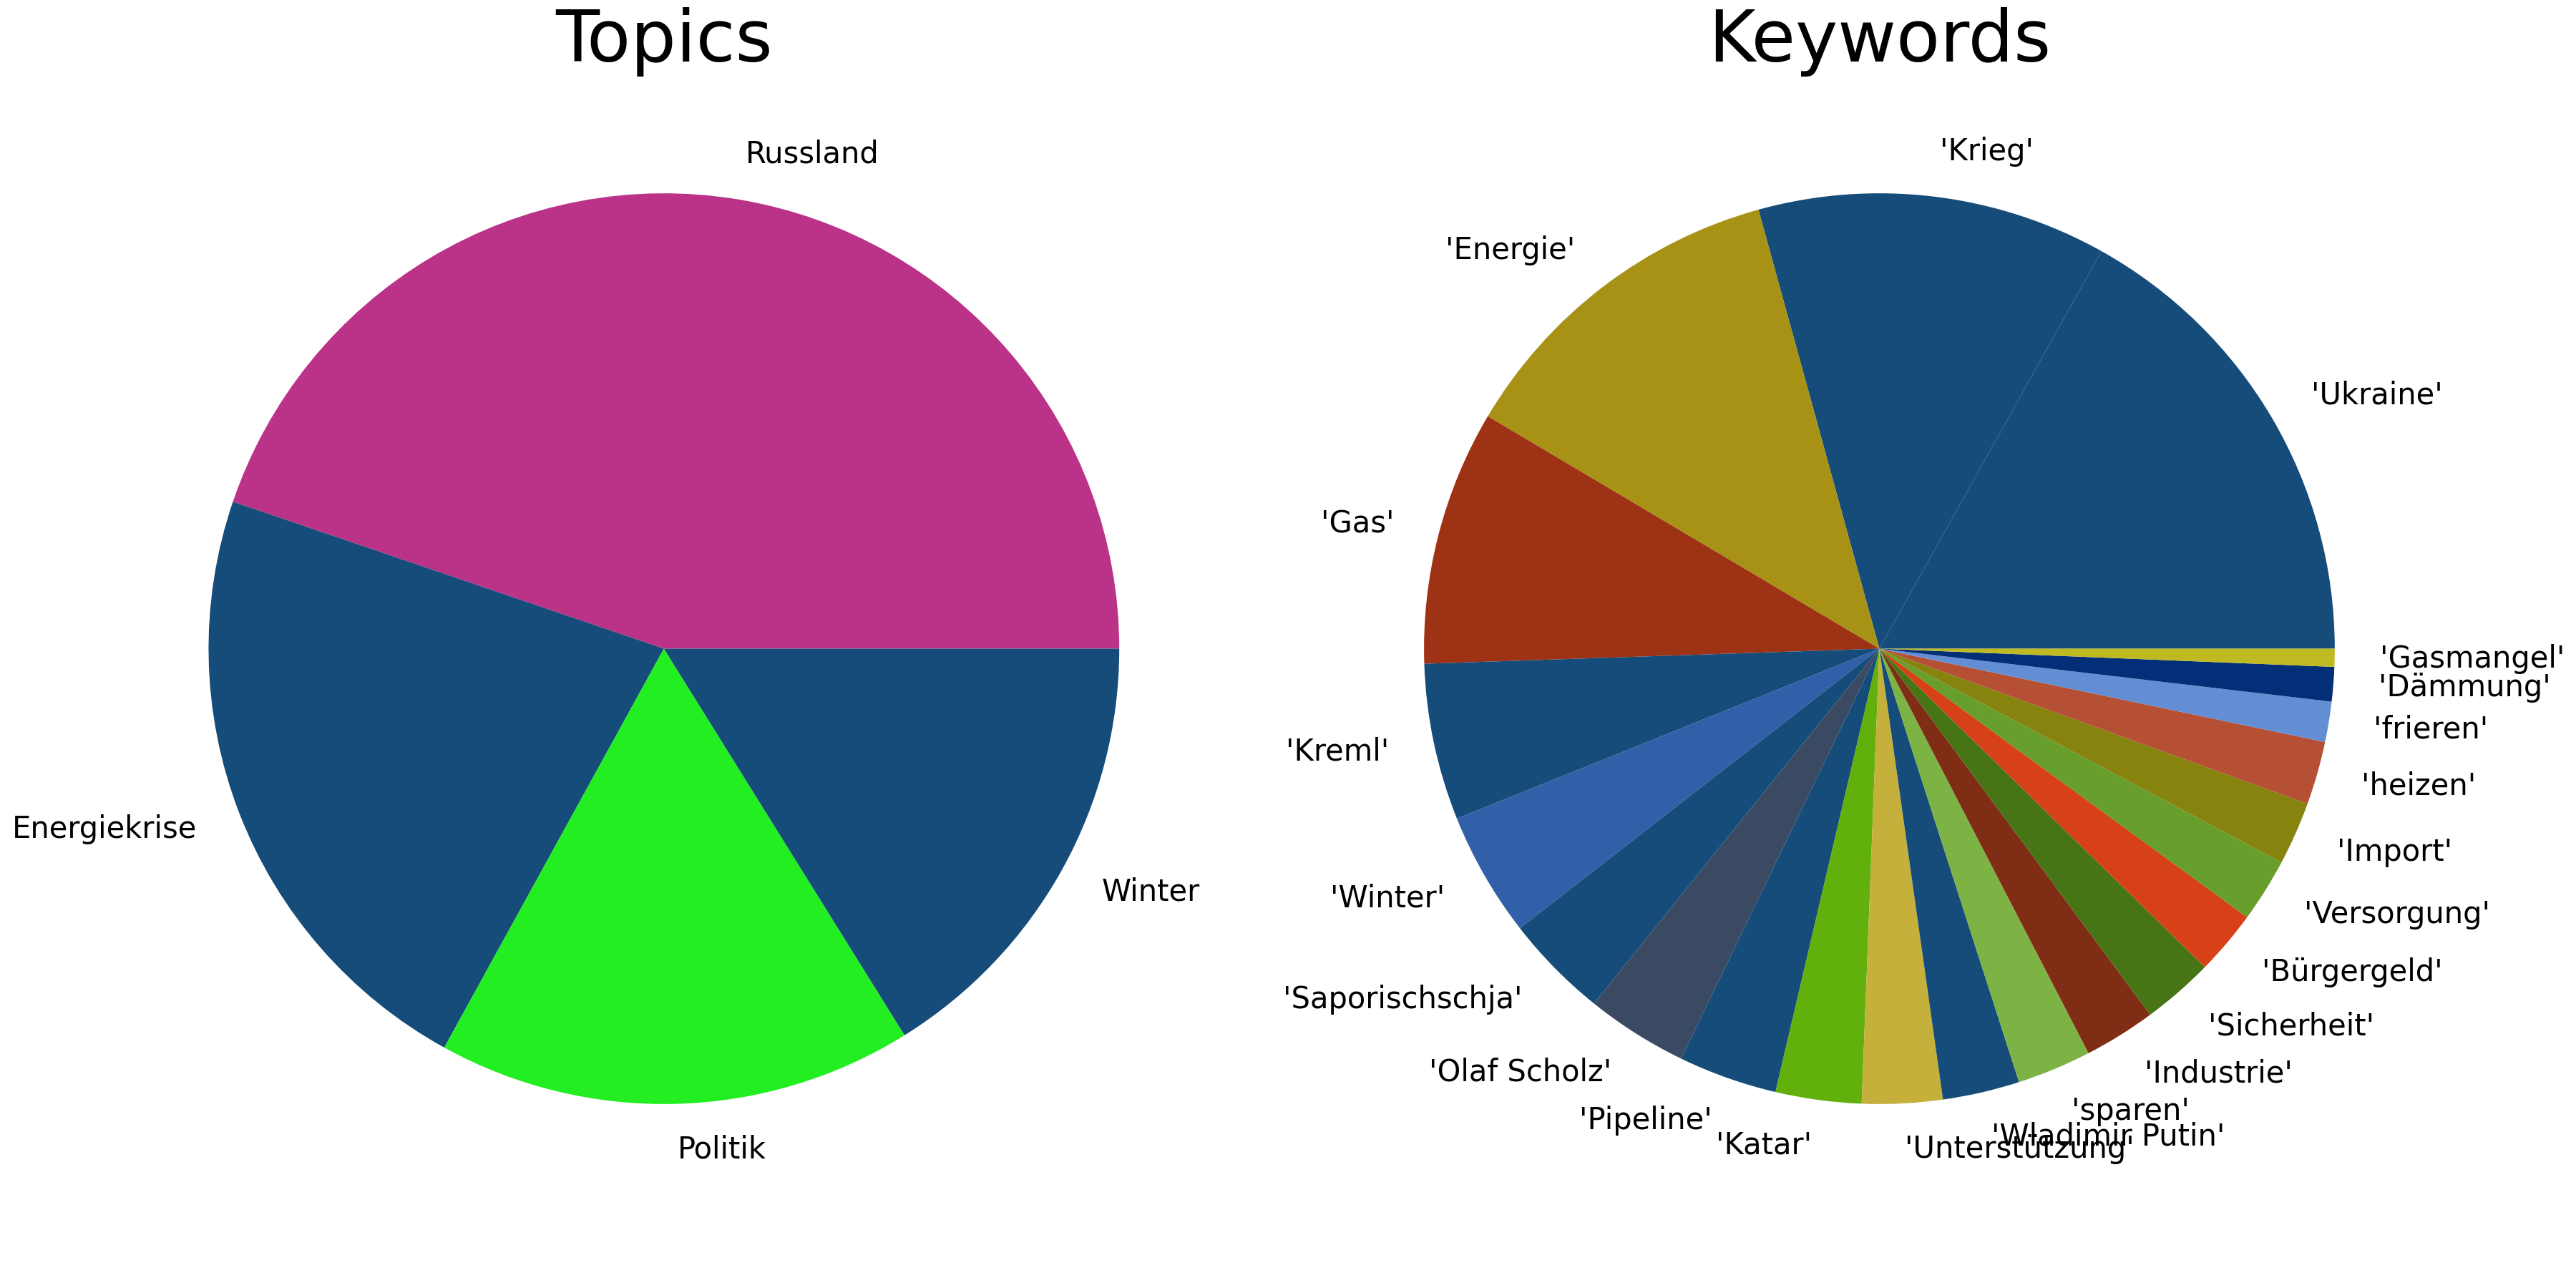 Topics
Russland
Energiekrise
Politik
Winter
Keywords
'Ukraine'
'Krieg'
'Energie'
'Gas'
'Kreml'
'Winter'
'Saporischschja'
'Olaf Scholz'
'Pipeline'
'Katar'
'Unterstützung'
'Wladimir Putin'
'sparen'
'Industrie'
'Sicherheit'
'Bürgergeld'
'Versorgung'
'Import'
'heizen'
'frieren'
'Dämmung'
'Gasmangel'